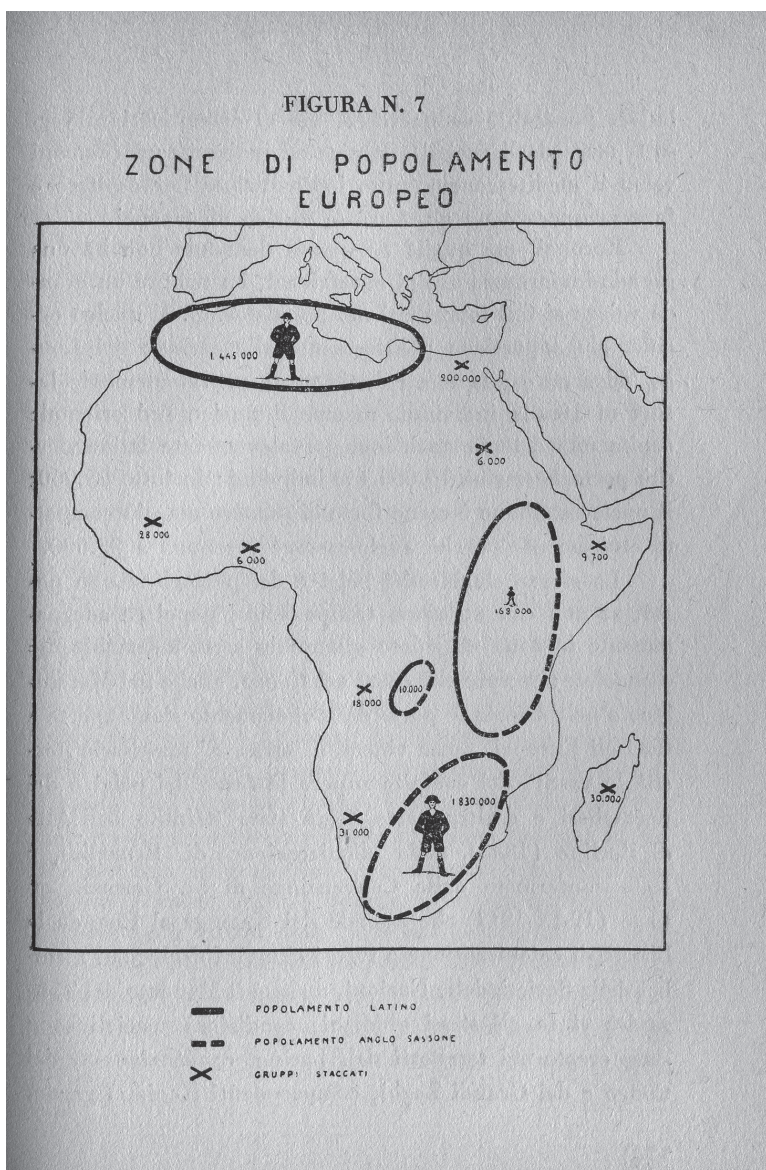 FIGURA N. 7
ZONE DI POPOLAMENTO
EUROPEO
1.445.000
200.000
6.000
28.000
6.000
9.700
168.000
18.000
10.000
1.830.000
30.000
31.000
POPOLAMENTO LATINO
POPOLAMENTO ANGLO SASSONE
GRUPPI STACCATI